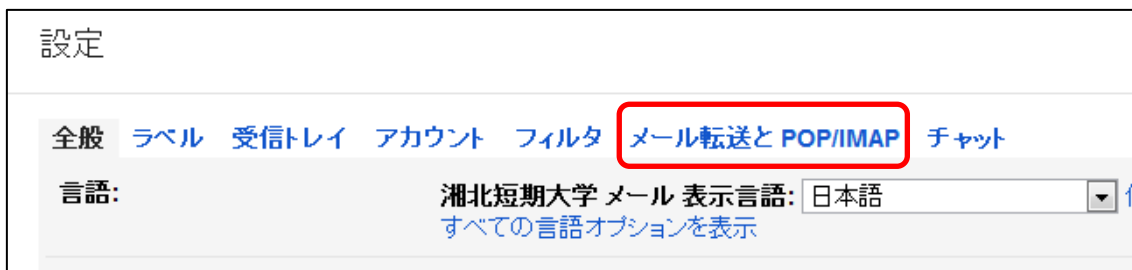 設定
全般 ラベル 受信トレイ アカウント フィルタ メール転送と POP/IMAP チャット
言語: 湘北短期大学 メール 表示言語: 日本語
すべての言語オプションを表示